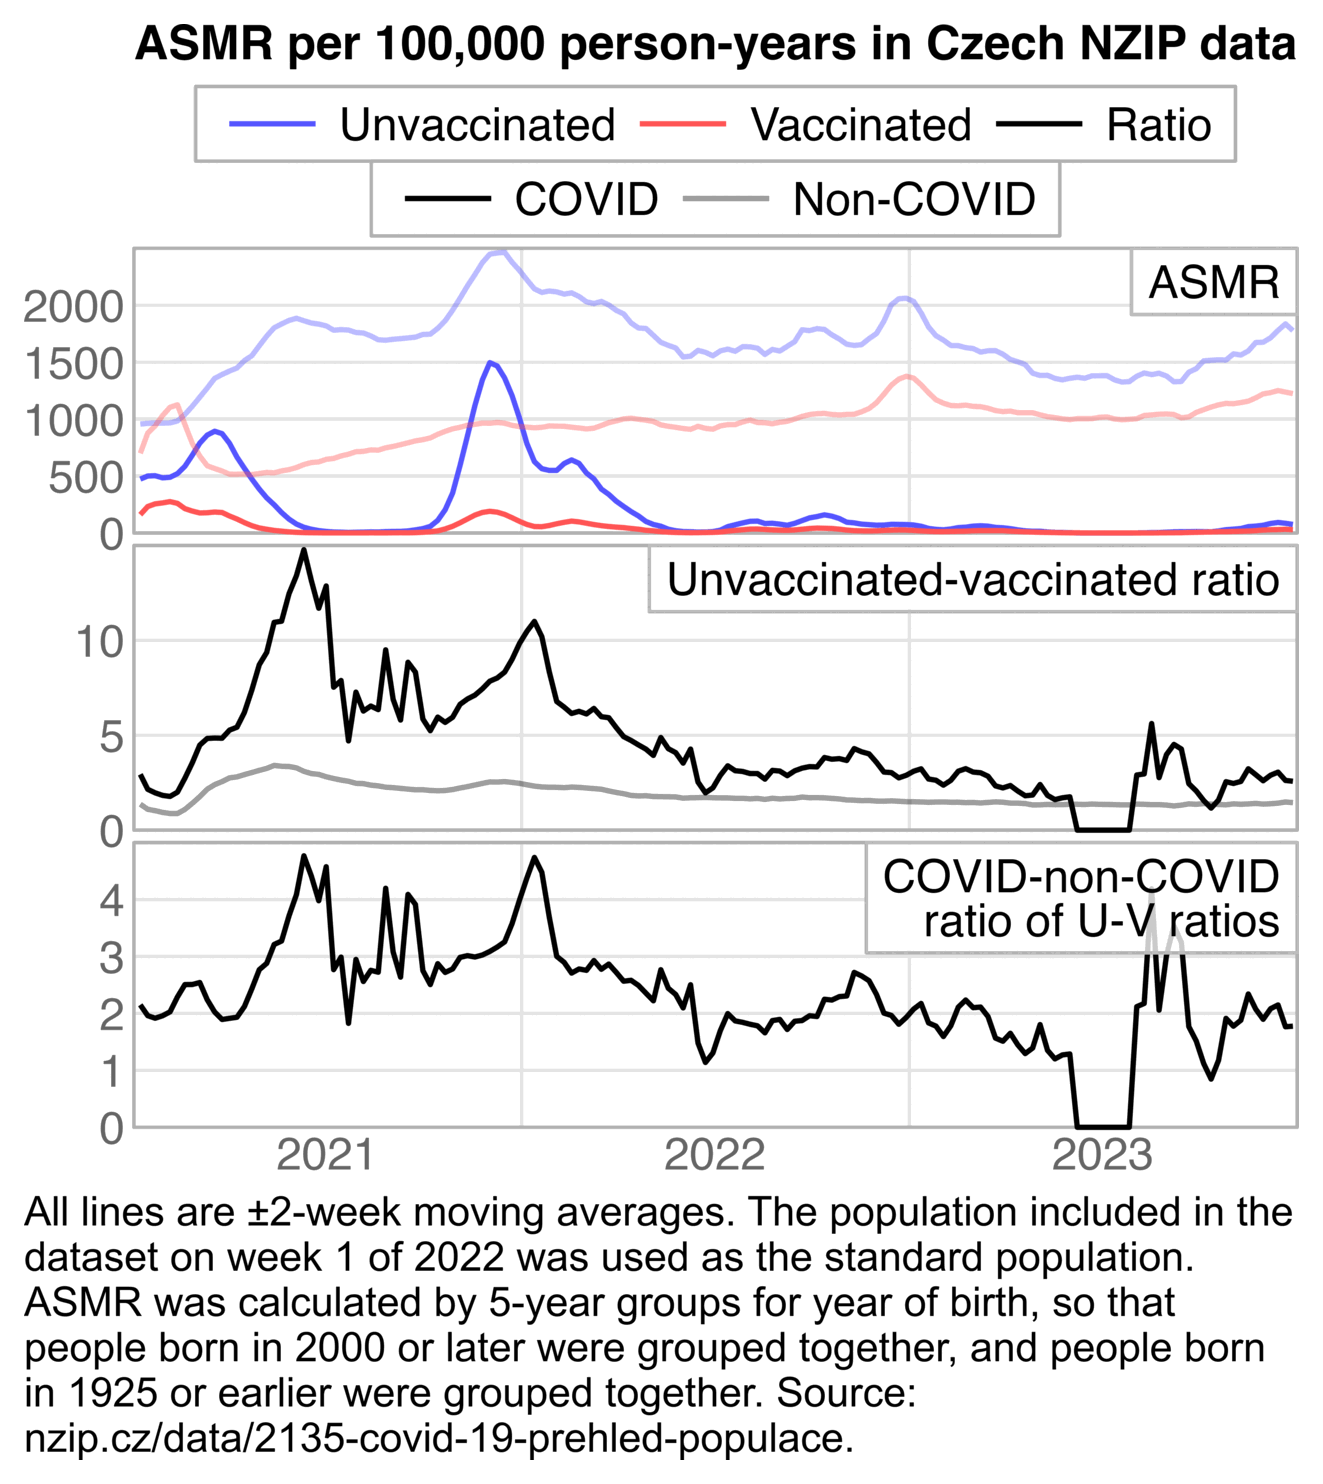 ASMR per 100,000 person-years in Czech NZIP data
Unvaccinated Vaccinated Ratio
COVID Non-COVID
ASMR
2000
1500
1000
500
0
Unvaccinated-vaccinated ratio
10
5
0
COVID-non-COVID
ratio of U-V ratios
4
3
2
1
0
2021 2022 2023
All lines are ±2-week moving averages. The population included in the
dataset on week 1 of 2022 was used as the standard population.
ASMR was calculated by 5-year groups for year of birth, so that
people born in 2000 or later were grouped together, and people born
in 1925 or earlier were grouped together. Source:
nzip.cz/data/2135-covid-19-prehled-populace.